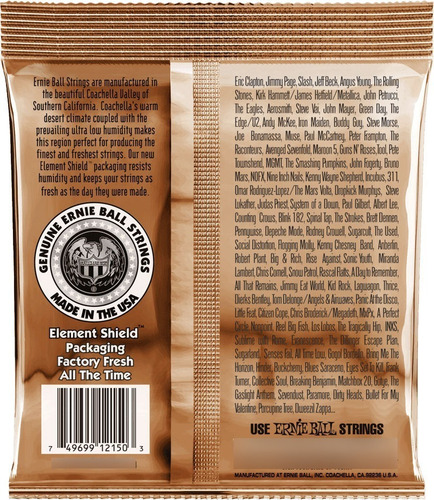 Ernie Ball Strings are manufactured in
the beautiful Coachella Valley of
Southern California. Coachella's warm
desert climate coupled with the
prevailing ultra low humidity makes
this region perfect for producing the
finest and freshest strings. Our new
Element Shield™ packaging resists
humidity and keeps your strings as
fresh as the day they were made.
GENUINE ERNIE BALL STRINGS
MADE IN THE USA
Element Shield™
Packaging
Factory Fresh
All The Time
7 49699 12150 3
Eric Clapton, Jimmy Page, Slash, Jeff Beck, Angus Young, The Rolling
Stones, Kirk Hammett / James Hetfield / Metallica, John Petrucci,
The Eagles, Aerosmith, Steve Vai, John Mayer, Green Day, The
Edge/U2, Andy McKee, Iron Maiden, Buddy Guy, Steve Morse,
Joe Bonamassa, Muse, Paul McCartney, Peter Frampton, The
Raconteurs, Avenged Sevenfold, Maroon 5, Guns N' Roses, Tool, Pete
Townshend, MGMT, The Smashing Pumpkins, John Fogerty, Bruno
Mars, NOFX, Nine Inch Nails, Kenny Wayne Shepherd, Incubus, 311,
Omar Rodriguez-Lopez / The Mars Volta, Dropkick Murphys, Steve
Lukather, Judas Priest, System of a Down, Paul Gilbert, Albert Lee,
Counting Crows, Blink 182, Spinal Tap, The Strokes, Brett Dennen,
Pennywise, Depeche Mode, Rodney Crowell, Sugarcult, The Used,
Social Distortion, Flogging Molly, Kenny Chesney Band, Anberlin,
Robert Plant, Big & Rich, Rise Against, Sonic Youth, Miranda
Lambert, Chris Cornell, Snow Patrol, Rascal Flatts, A Day to Remember,
All That Remains, Jimmy Eat World, Kid Rock, Lagwagon, Thrice,
Dierks Bentley, Tom Delonge / Angels & Airwaves, Panic At the Disco,
Little Feat, Citizen Cope, Chris Broderick / Megadeth, MxPx, A Perfect
Circle, Nonpoint, Reel Big Fish, Los Lobos, The Tragically Hip, INXS,
Sublime with Rome, Evanescence, The Dillinger Escape Plan,
Sugarland, Senses Fail, All Time Low, Gogol Bordello, Bring Me The
Horizon, Hinder, Buckcherry, Blues Saraceno, Eyes Set To Kill, Frank
Turner, Collective Soul, Breaking Benjamin, Matchbox 20, Gotye, The
Gaslight Anthem, Sevendust, Paramore, Dirty Heads, Bullet For My
Valentine, Porcupine Tree, Dweezil Zappa...
USE ERNIE BALL STRINGS
MANUFACTURED AT ERNIE BALL, INC. COACHELLA, CA 92236 U.S.A.